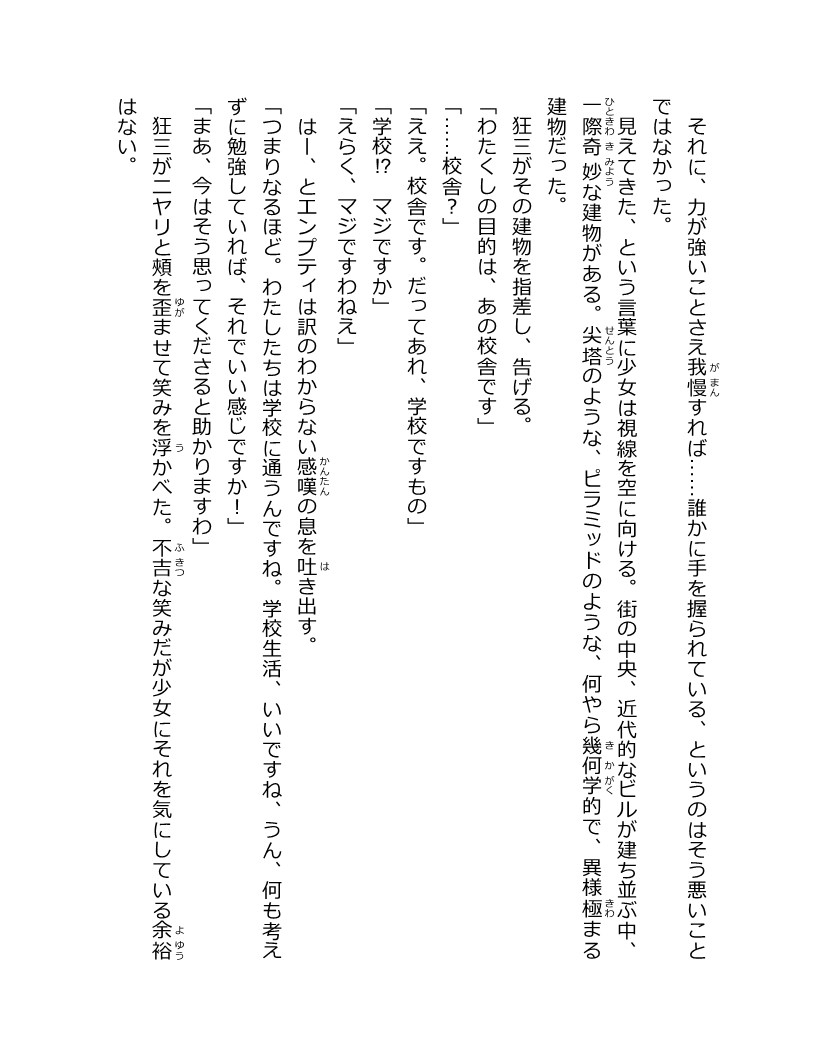 それに、力が強いことさえ我慢すれば……誰かに手を握られている、というのはそう悪いこと
ではなかった。
見えてきた、という言葉に少女は視線を空に向ける。街の中央、近代的なビルが建ち並ぶ中、
一際奇妙な建物がある。尖塔のような、ピラミッドのような、何やら幾何学的で、異様極まる
建物だった。
狂三がその建物を指差し、告げる。
「わたくしの目的は、あの校舎です」
「……校舎？」
「ええ。校舎です。だってあれ、学校ですもの」
「学校⁉　マジですか」
「えらく、マジですわねえ」
はー、とエンプティは訳のわからない感嘆の息を吐き出す。
「つまりなるほど。わたしたちは学校に通うんですね。学校生活、いいですね、うん、何も考え
ずに勉強していれば、それでいい感じですか！」
「まあ、今はそう思ってくださると助かりますわ」
狂三がニヤリと頰を歪ませて笑みを浮かべた。不吉な笑みだが少女にそれを気にしている余裕
はない。